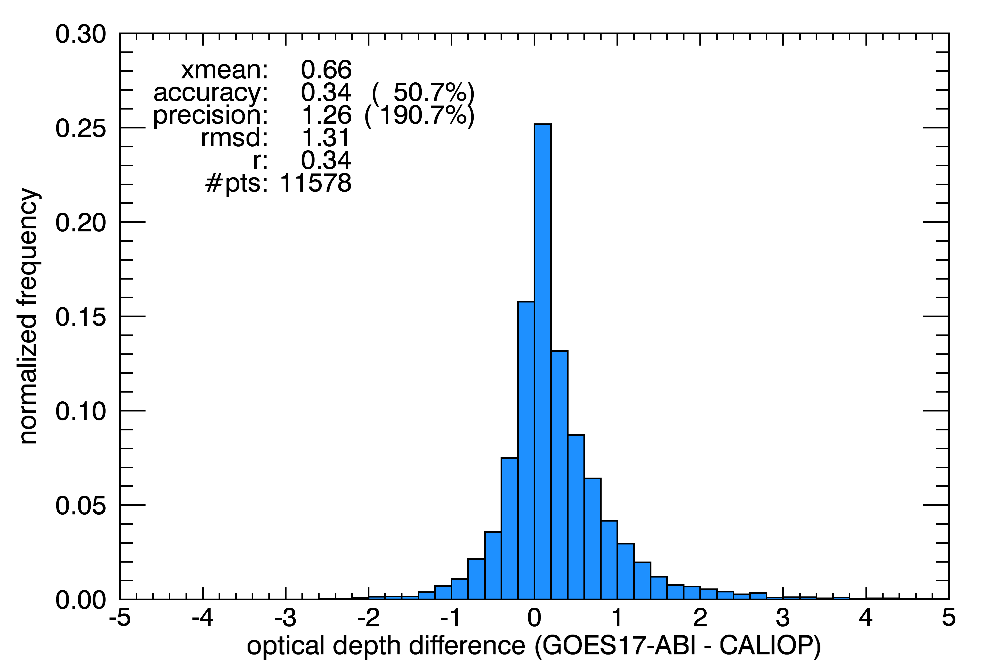 0.30
xmean: 0.66
accuracy: 0.34 ( 50.7%)
precision: 1.26 ( 190.7%)
0.25
rmsd: 1.31
r: 0.34
#pts: 11578
0.20
0.15
0.10
0.05
0.00
normalized frequency
-5 -4 -3 -2 -1 0 1 2 3 4 5
optical depth difference (GOES17-ABI - CALIOP)